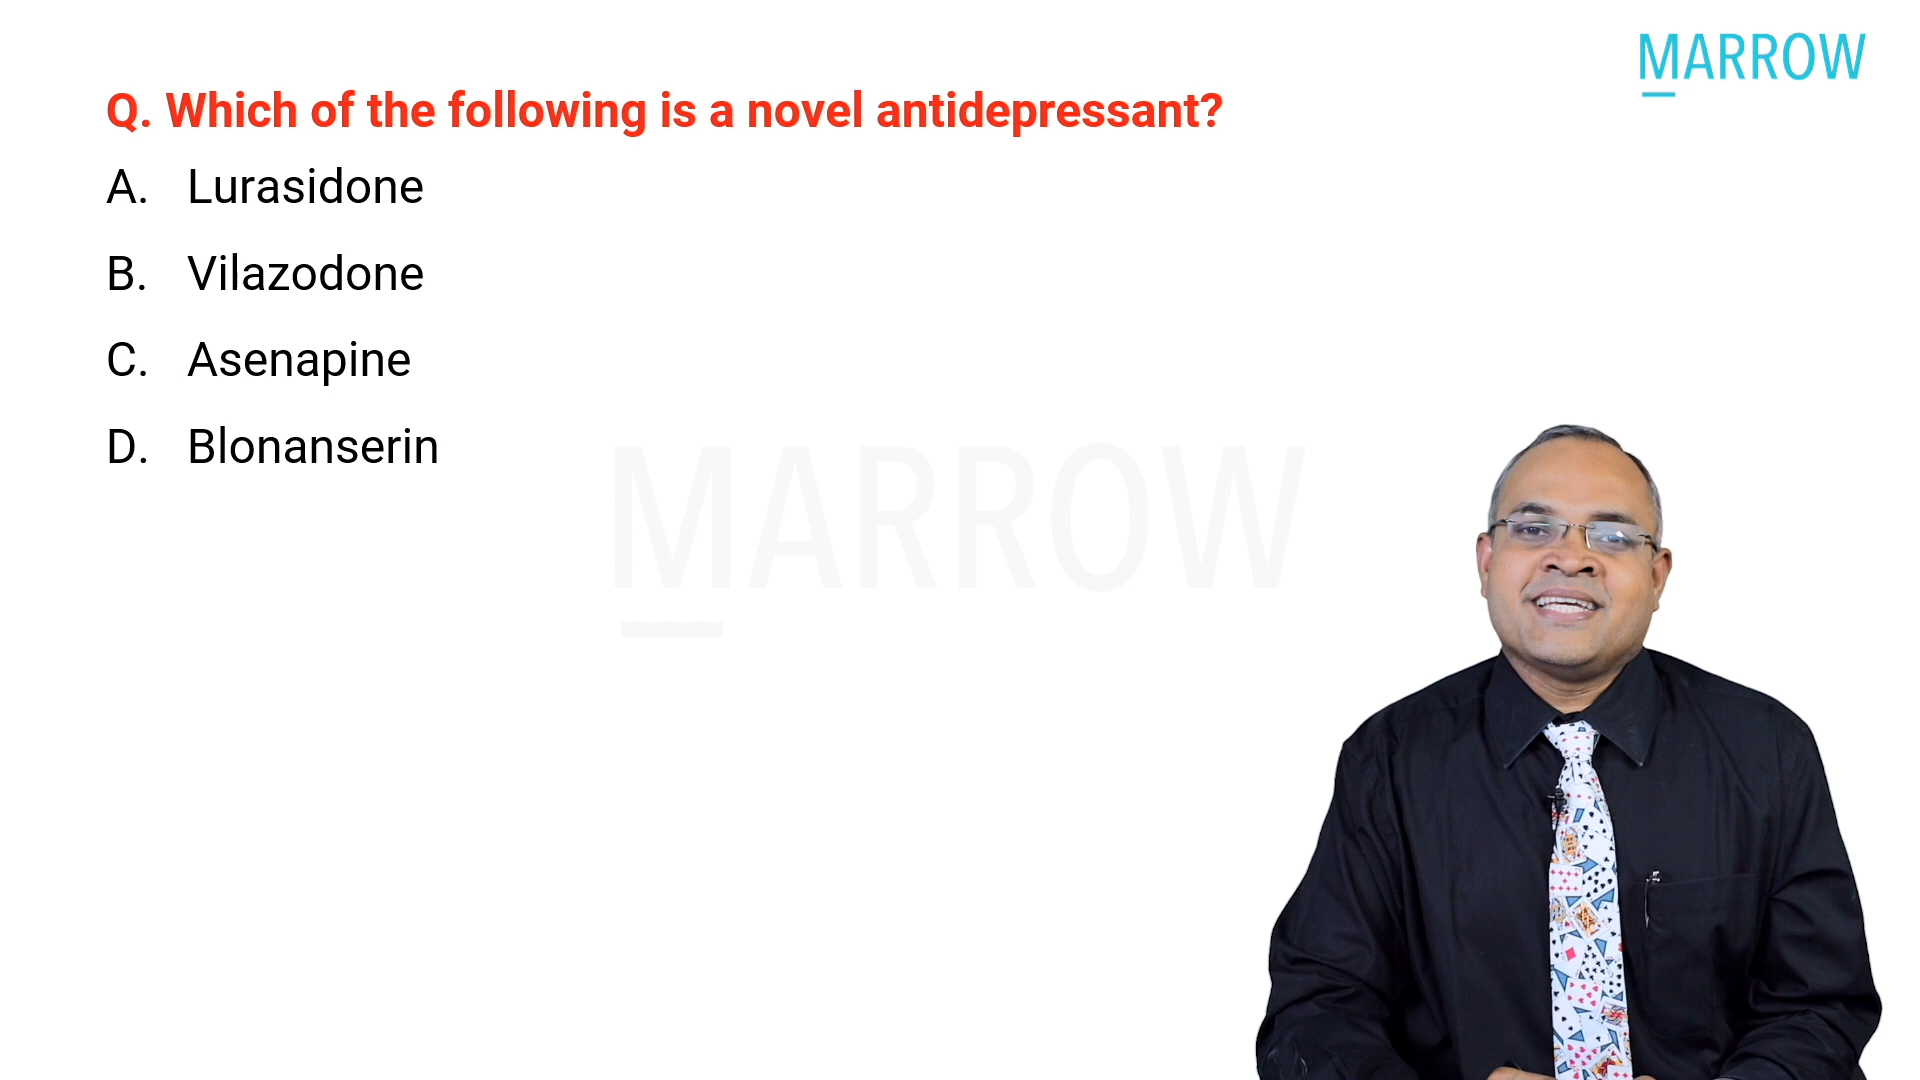 MARROW
Q. Which of the following is a novel antidepressant?
A. Lurasidone
B. Vilazodone
C. Asenapine
D. Blonanserin
MARROW